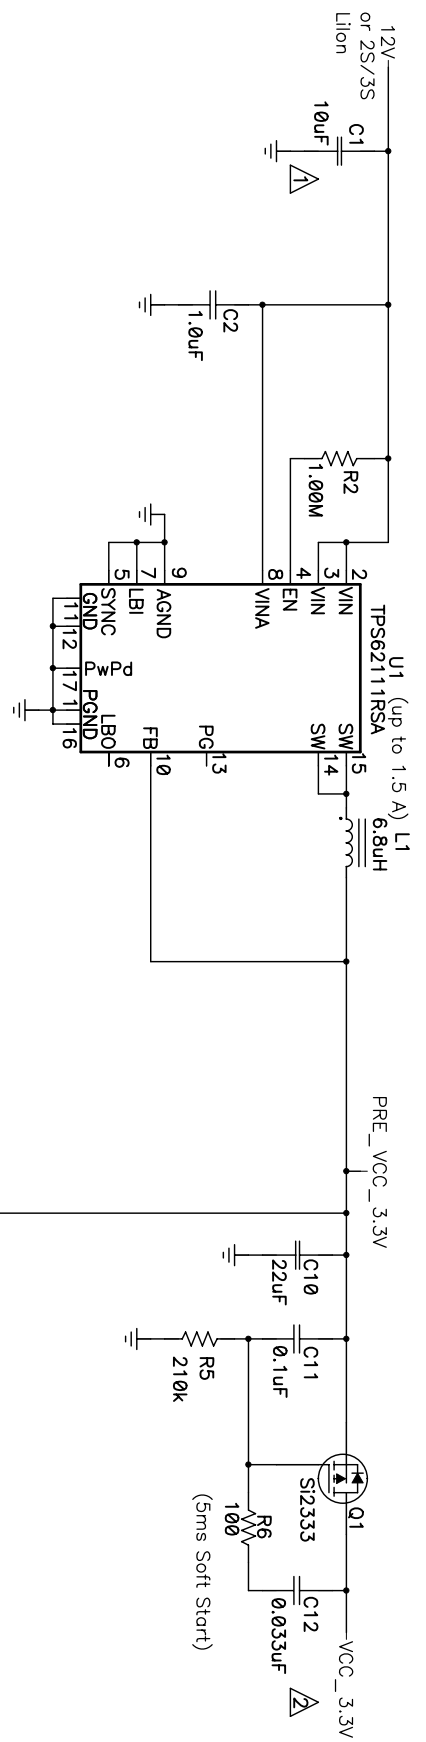 12V
or 2S/3S
LiIon
C1
10uF
1
C2
1.0uF
R2
1.00M
U1 (up to 1.5 A)
TPS62111RSA
2 VIN
3 VIN
4 EN
8 VINA
9 AGND
7 LBI
5 SYNC
11 GND
12
17 PwPd
1 PGND
16
LBO 6
FB 10
PG 13
SW 14
SW 15
L1
6.8uH
PRE_VCC_3.3V
C10
22uF
C11
0.1uF
R5
210k
Q1
Si2333
R6
100
(5ms Soft Start)
C12
0.033uF
2
VCC_3.3V